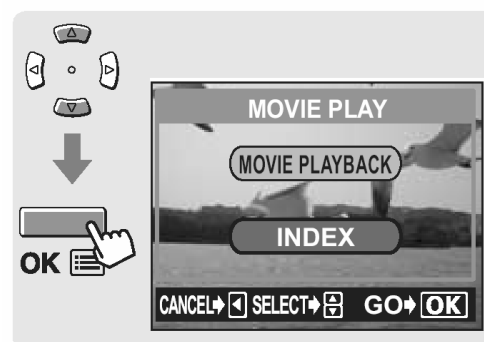 MOVIE PLAY
MOVIE PLAYBACK
INDEX
CANCEL SELECT GO OK
OK